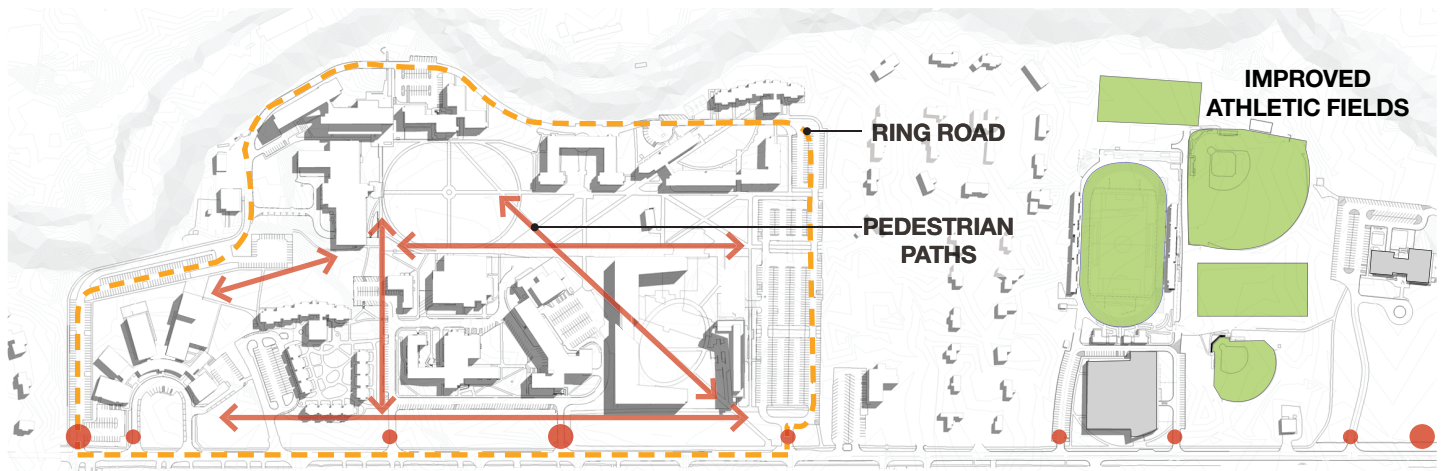 IMPROVED
ATHLETIC FIELDS
RING ROAD
PEDESTRIAN
PATHS